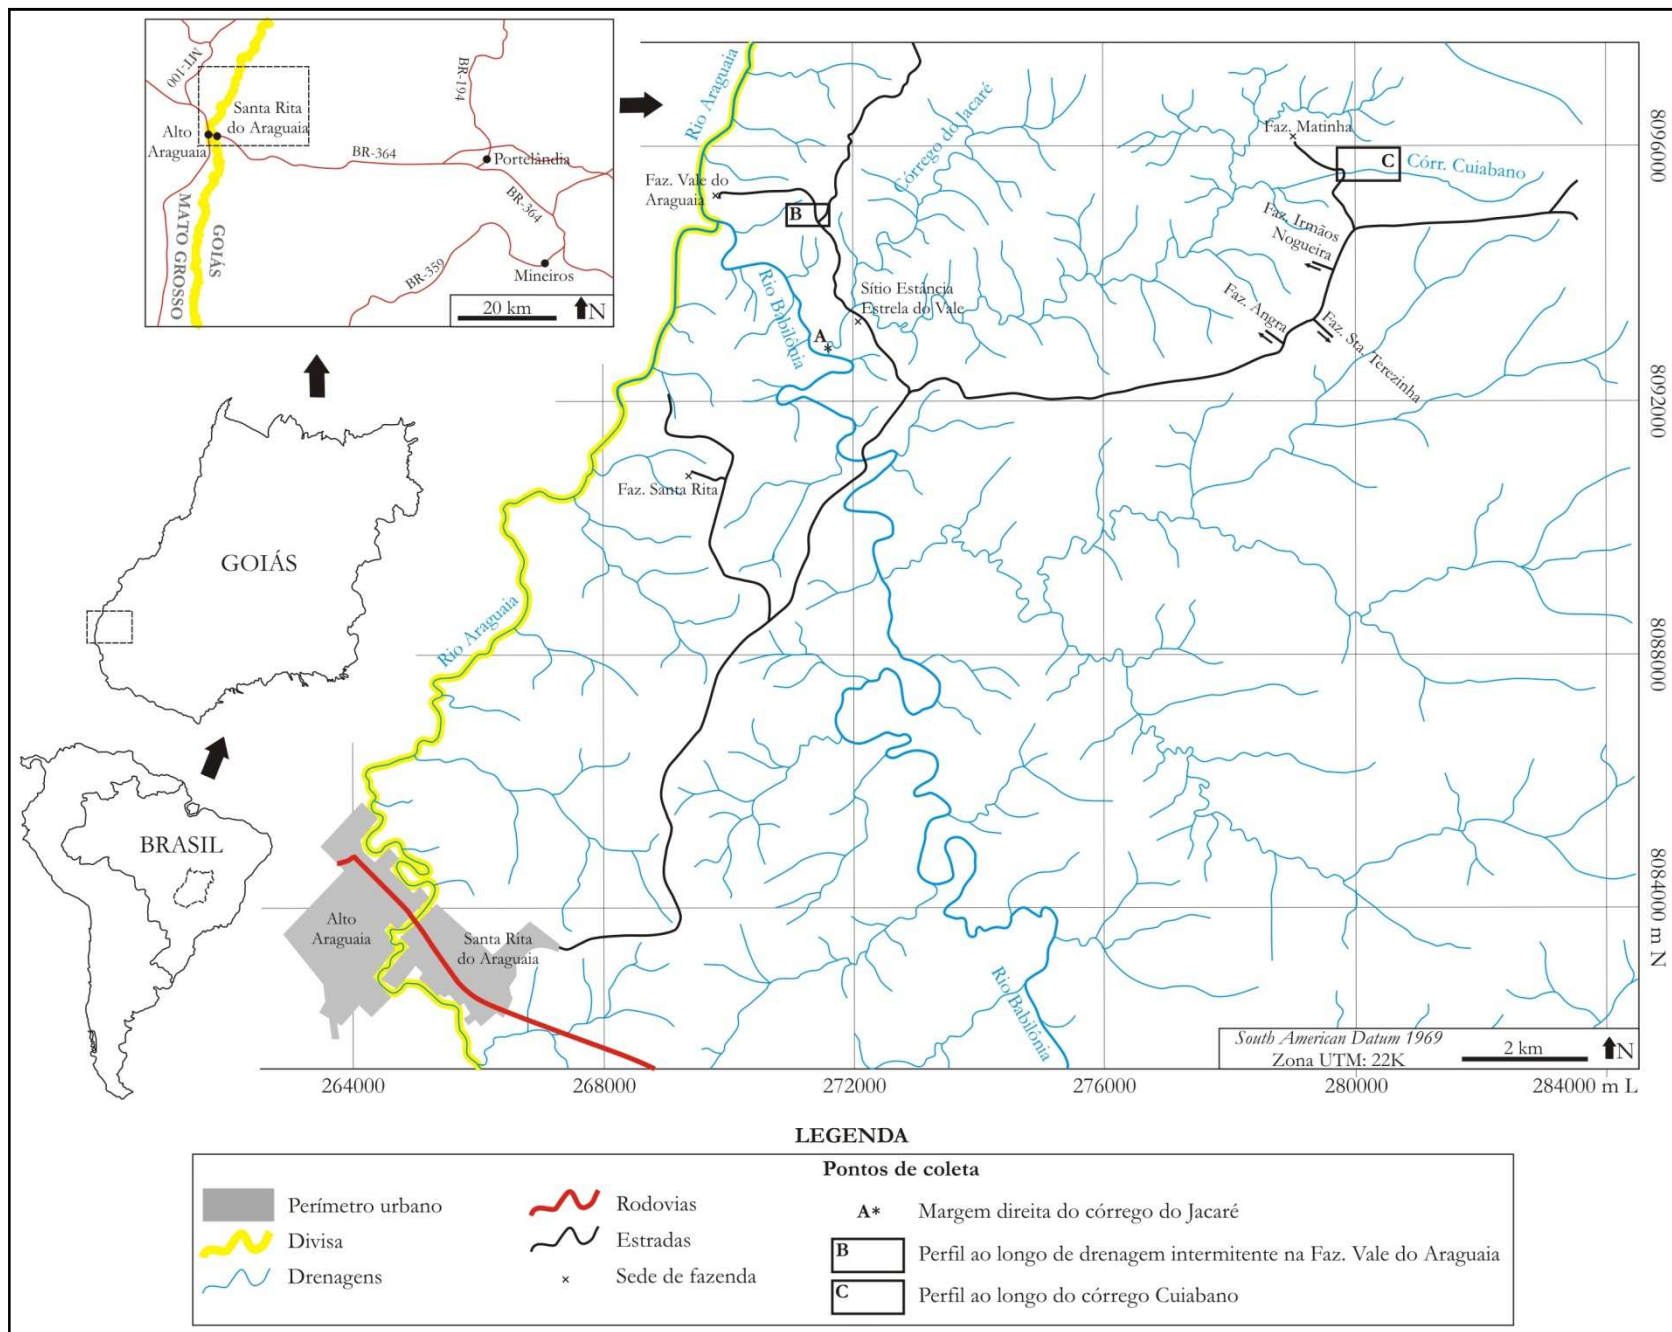 MT-100
Santa Rita
do Araguaia
Alto
Araguaia
BR-194
BR-364
Portelândia
BR-364
MATO GROSSO
GOIÁS
BR-359
Mineiros
20 km
N
GOIÁS
BRASIL
Rio Araguaia
Córrego do Jacaré
Faz. Matinha
C
Córr. Cuiabano
Faz. Vale do
Araguaia
B
Faz. Irmãos
Nogueira
Rio Babilônia
Sítio Estância
Estrela do Vale
A*
Faz. Angra
Faz. Sta. Terezinha
Faz. Santa Rita
Rio Araguaia
Alto
Araguaia
Santa Rita
do Araguaia
Rio Babilônia
8096000
8092000
8088000
8084000 m N
South American Datum 1969
Zona UTM: 22K
2 km
N
264000
268000
272000
276000
280000
284000 m L
LEGENDA
Pontos de coleta
Perímetro urbano
Divisa
Drenagens
Rodovias
Estradas
× Sede de fazenda
A* Margem direita do córrego do Jacaré
B Perfil ao longo de drenagem intermitente na Faz. Vale do Araguaia
C Perfil ao longo do córrego Cuiabano